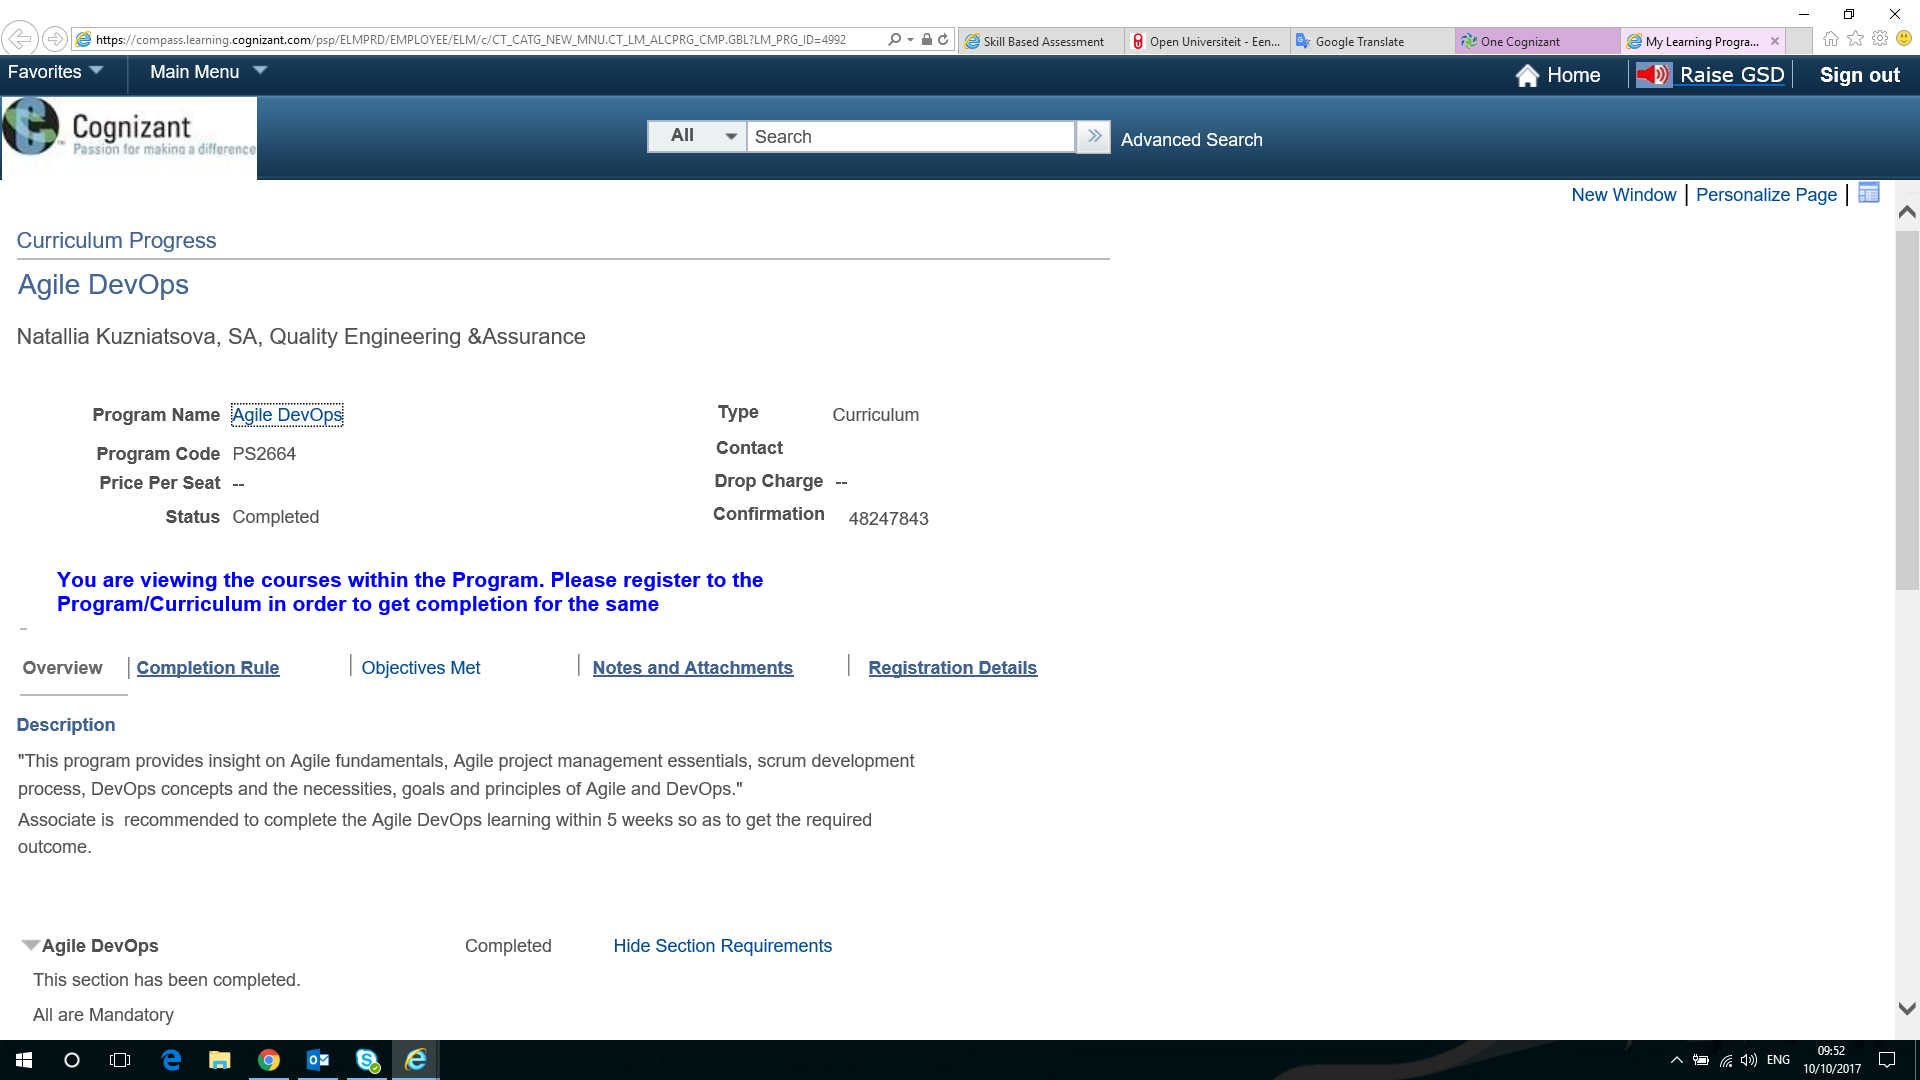 https://compass.learning.cognizant.com/psp/ELMPRD/EMPLOYEE/ELM/c/CT_CATG_NEW_MNU.CT_LM_ALCPRG_CMP.GBL?LM_PRG_ID=4992
Skill Based Assessment
Open Universiteit - Een...
Google Translate
One Cognizant
My Learning Progra...
Favorites
Main Menu
Home
Raise GSD
Sign out
Cognizant
Passion for making a difference
All
Search
Advanced Search
New Window
Personalize Page
Curriculum Progress
Agile DevOps
Natallia Kuzniatsova, SA, Quality Engineering &Assurance
Program Name Agile DevOps
Type Curriculum
Contact
Program Code PS2664
Price Per Seat --
Drop Charge --
Status Completed
Confirmation 48247843
You are viewing the courses within the Program. Please register to the
Program/Curriculum in order to get completion for the same
Overview
Completion Rule
Objectives Met
Notes and Attachments
Registration Details
Description
"This program provides insight on Agile fundamentals, Agile project management essentials, scrum development
process, DevOps concepts and the necessities, goals and principles of Agile and DevOps."
Associate is recommended to complete the Agile DevOps learning within 5 weeks so as to get the required
outcome.
Agile DevOps Completed Hide Section Requirements
This section has been completed.
All are Mandatory
ENG
09:52
10/10/2017